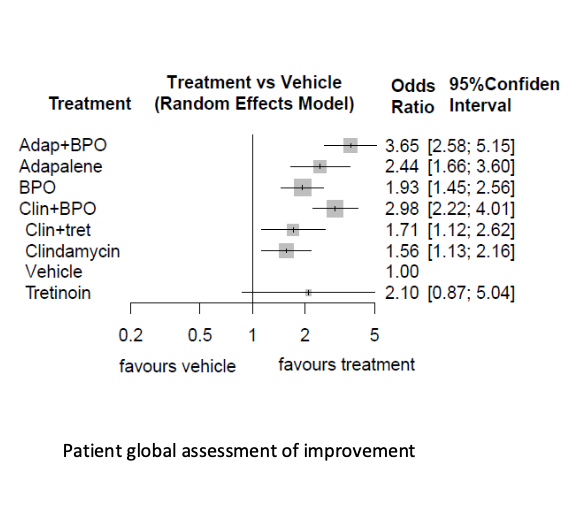 Treatment vs Vehicle
Treatment (Random Effects Model) Odds Ratio 95%Confiden Interval
Adap+BPO 3.65 [2.58; 5.15]
Adapalene 2.44 [1.66; 3.60]
BPO 1.93 [1.45; 2.56]
Clin+BPO 2.98 [2.22; 4.01]
Clin+tret 1.71 [1.12; 2.62]
Clindamycin 1.56 [1.13; 2.16]
Vehicle 1.00
Tretinoin 2.10 [0.87; 5.04]
0.2 0.5 1 2 5
favours vehicle favours treatment
Patient global assessment of improvement